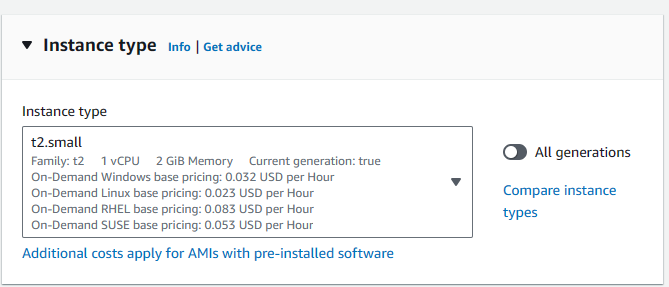 Instance type Info | Get advice
Instance type
t2.small
Family: t2 1 vCPU 2 GiB Memory Current generation: true
On-Demand Windows base pricing: 0.032 USD per Hour
On-Demand Linux base pricing: 0.023 USD per Hour
On-Demand RHEL base pricing: 0.083 USD per Hour
On-Demand SUSE base pricing: 0.053 USD per Hour
All generations
Compare instance
types
Additional costs apply for AMIs with pre-installed software